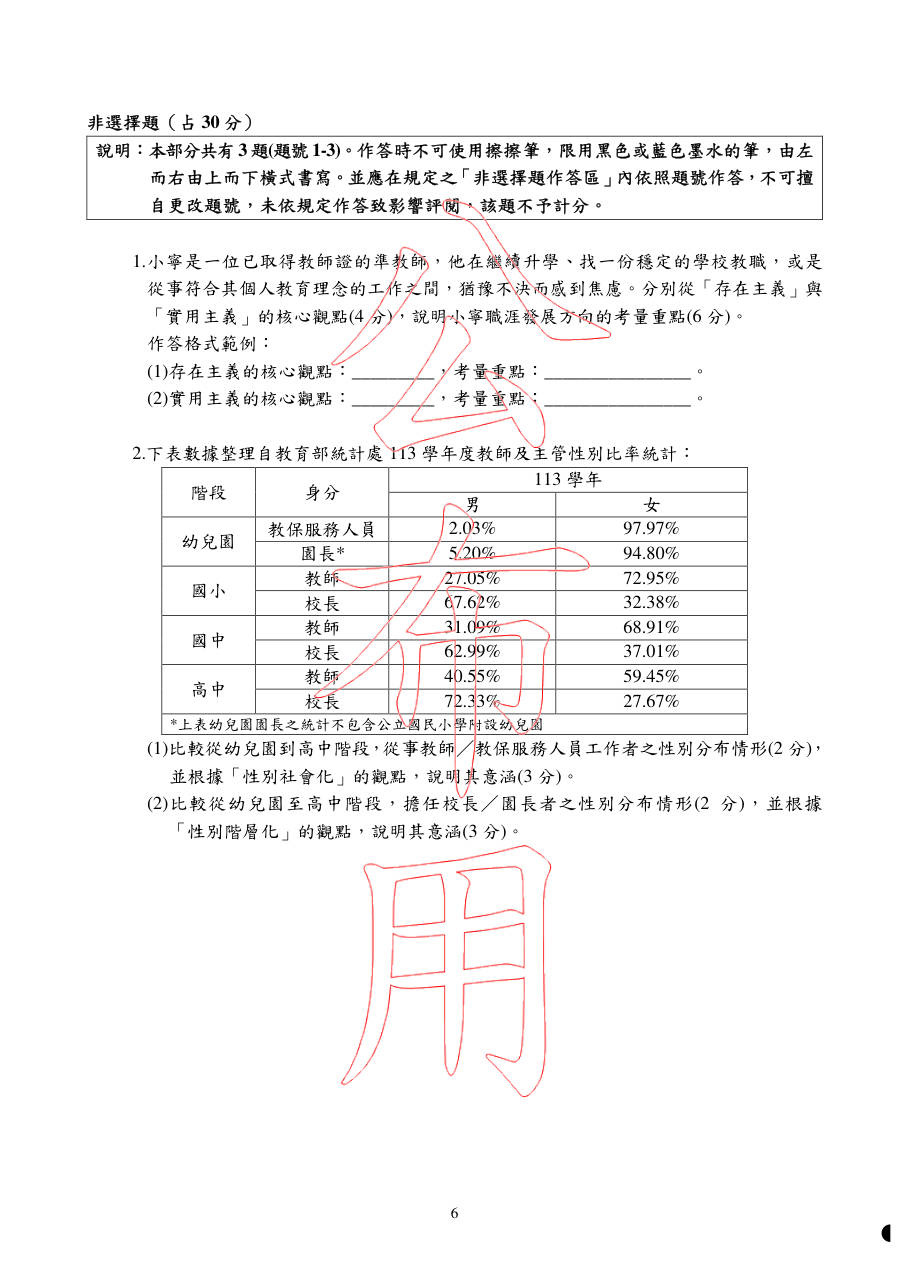 非選擇題（占 30 分）
說明：本部分共有 3 題(題號 1-3)。作答時不可使用擦擦筆，限用黑色或藍色墨水的筆，由左
而右由上而下橫式書寫。並應在規定之「非選擇題作答區」內依照題號作答，不可擅
自更改題號，未依規定作答致影響評閱，該題不予計分。
1.小寧是一位已取得教師證的準教師，他在繼續升學、找一份穩定的學校教職，或是
從事符合其個人教育理念的工作之間，猶豫不決而感到焦慮。分別從「存在主義」與
「實用主義」的核心觀點(4 分)，說明小寧職涯發展方向的考量重點(6 分)。
作答格式範例：
(1)存在主義的核心觀點：_________，考量重點：________________。
(2)實用主義的核心觀點：_________，考量重點：________________。
2.下表數據整理自教育部統計處 113 學年度教師及主管性別比率統計：
階段 身分 113 學年
男 女
幼兒園 教保服務人員 2.03% 97.97%
園長* 5.20% 94.80%
國小 教師 27.05% 72.95%
校長 67.62% 32.38%
國中 教師 31.09% 68.91%
校長 62.99% 37.01%
高中 教師 40.55% 59.45%
校長 72.33% 27.67%
*上表幼兒園園長之統計不包含公立國民小學附設幼兒園
(1)比較從幼兒園到高中階段，從事教師／教保服務人員工作者之性別分布情形(2 分)，
並根據「性別社會化」的觀點，說明其意涵(3 分)。
(2)比較從幼兒園至高中階段，擔任校長／園長者之性別分布情形(2 分)，並根據
「性別階層化」的觀點，說明其意涵(3 分)。
公布用
6